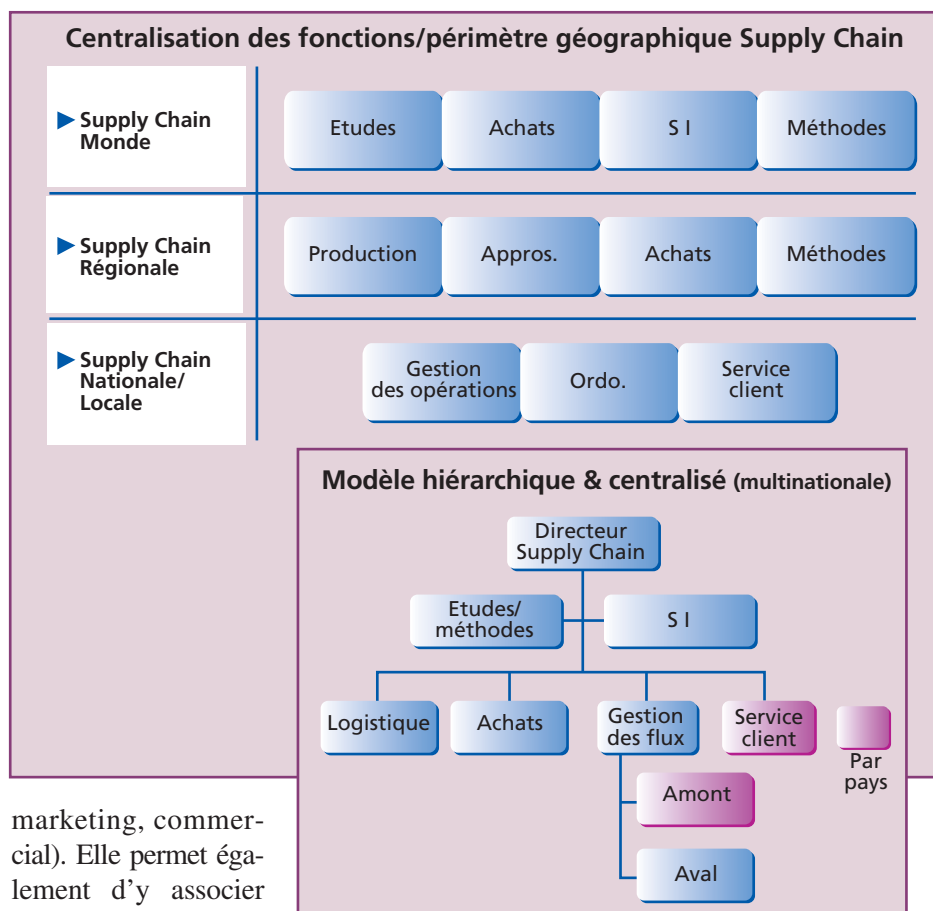 Centralisation des fonctions/périmètre géographique Supply Chain
Supply Chain
Monde
Etudes
Achats
S I
Méthodes
Supply Chain
Régionale
Production
Appros.
Achats
Méthodes
Supply Chain
Nationale/
Locale
Gestion
des opérations
Ordo.
Service
client
Modèle hiérarchique & centralisé (multinationale)
Directeur
Supply Chain
Etudes/
méthodes
S I
Logistique
Achats
Gestion
des flux
Service
client
Par
pays
Amont
Aval
marketing, commer-
cial). Elle permet éga-
lement d'y associer